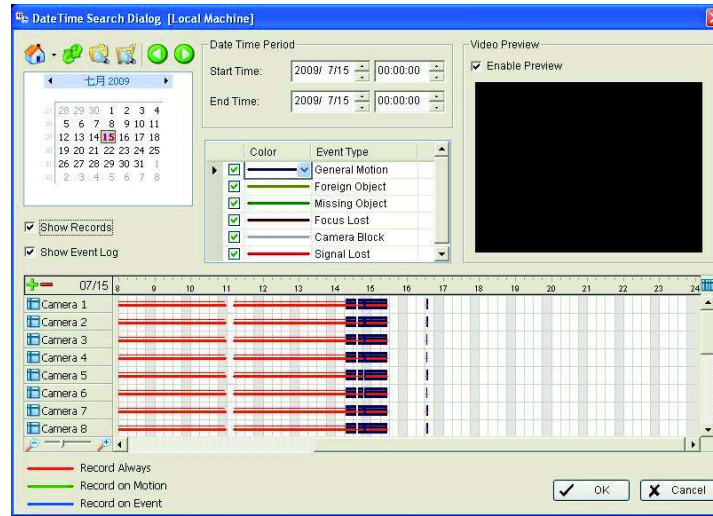 DateTime Search Dialog [Local Machine]
Date Time Period
Start Time: 2009/ 7/15 00:00:00
End Time: 2009/ 7/15 00:00:00
Video Preview
Enable Preview
七月 2009
27 28 29 30 1 2 3 4
5 6 7 8 9 10 11
12 13 14 15 16 17 18
19 20 21 22 23 24 25
26 27 28 29 30 31 1
2 3 4 5 6 7 8
Show Records
Show Event Log
Color Event Type
General Motion
Foreign Object
Missing Object
Focus Lost
Camera Block
Signal Lost
07/15 8 9 10 11 12 13 14 15 16 17 18 19 20 21 22 23 24
Camera 1
Camera 2
Camera 3
Camera 4
Camera 5
Camera 6
Camera 7
Camera 8
Record Always
Record on Motion
Record on Event
OK
Cancel